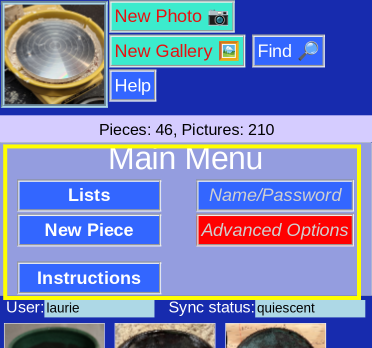 New Photo 📷
New Gallery 🖼️ Find 🔎
Help
Pieces: 46, Pictures: 210
Main Menu
Lists Name/Password
New Piece Advanced Options
Instructions
User: laurie Sync status: quiescent